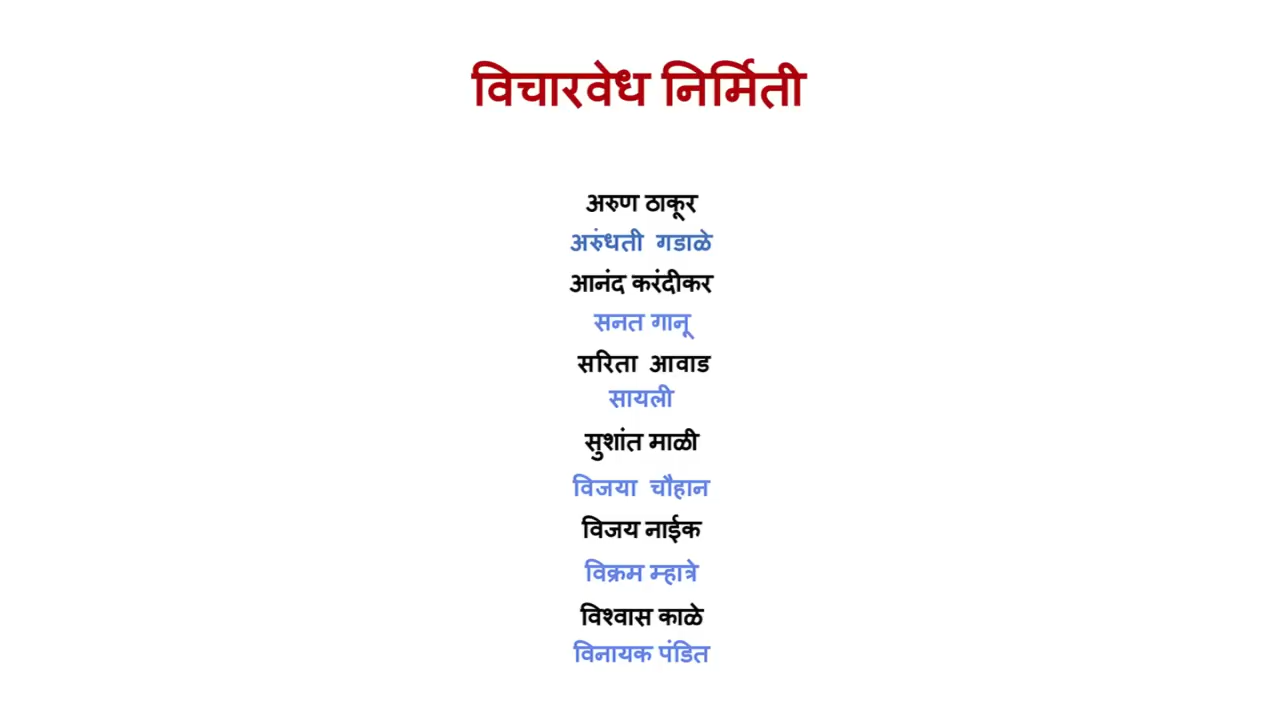 विचारवेध निर्मिती
अरुण ठाकूर
अरुंधती गडाळे
आनंद करंदीकर
सनत गानू
सरिता आवाड
सायली
सुशांत माळी
विजया चौहान
विजय नाईक
विक्रम म्हात्रे
विश्वास काळे
विनायक पंडित